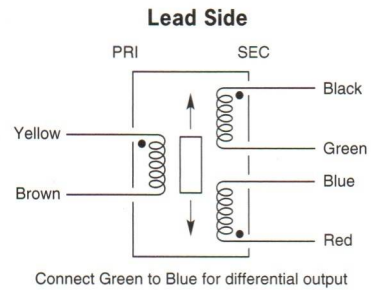 Lead Side
PRI
SEC
Black
Yellow
Green
Blue
Brown
Red
Connect Green to Blue for differential output